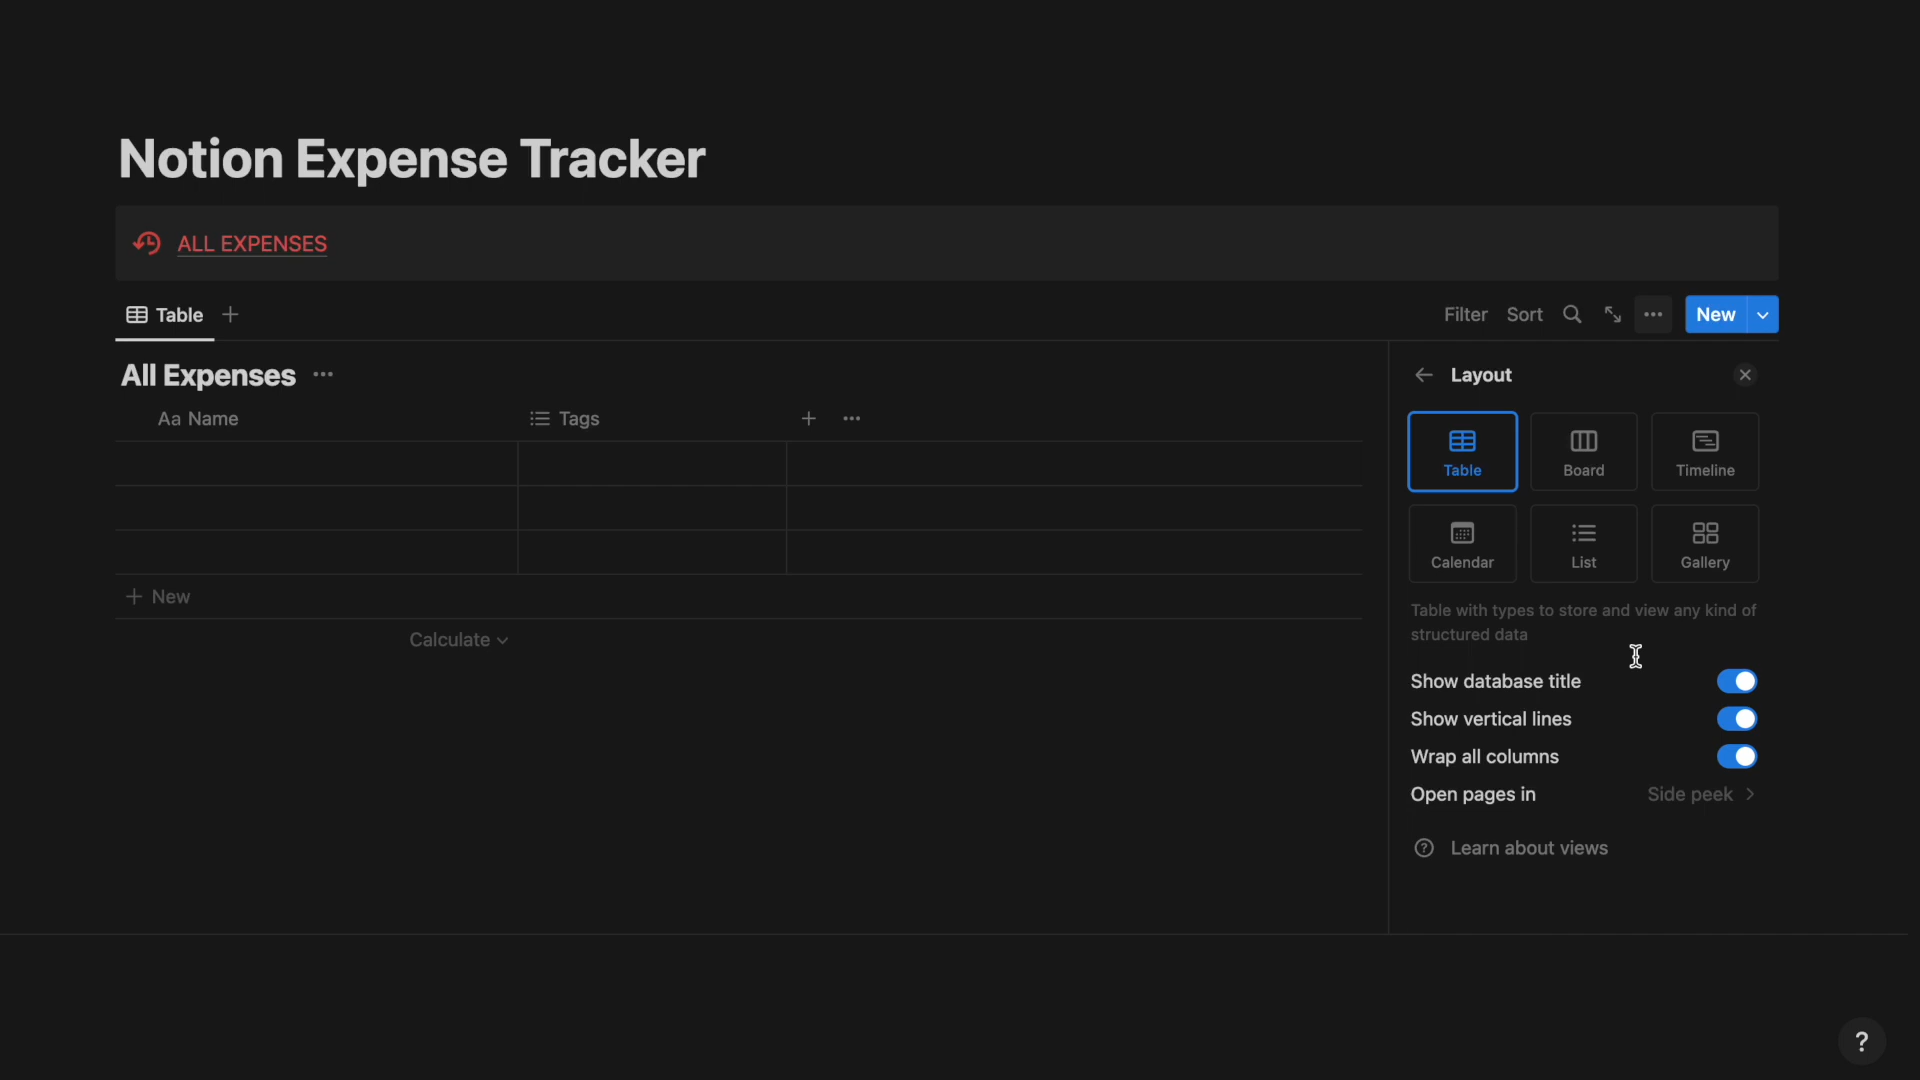 Notion Expense Tracker
ALL EXPENSES
Table
Filter Sort New
All Expenses
Layout
Aa Name Tags
Table Board Timeline
Calendar List Gallery
Table with types to store and view any kind of
structured data
New
Calculate
Show database title
Show vertical lines
Wrap all columns
Open pages in Side peek
? Learn about views
?